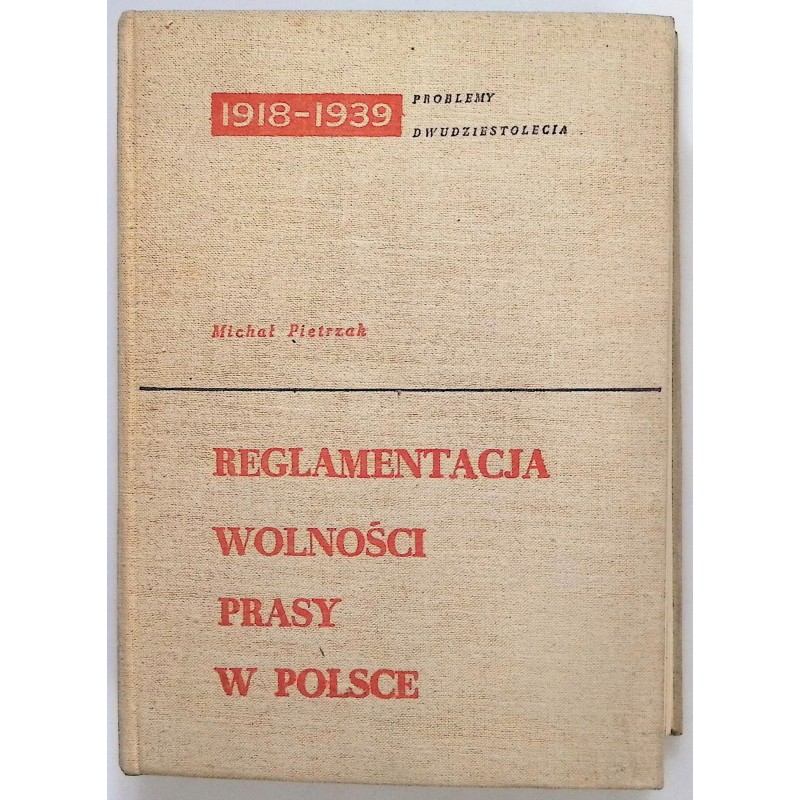 1918-1939
PROBLEMY
DWUDZIESTOLECIA
Michał Pietrzak
REGLAMENTACJA
WOLNOŚCI
PRASY
W POLSCE